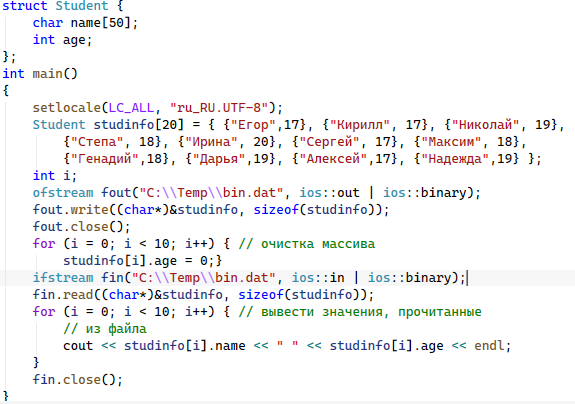 struct Student {
    char name[50];
    int age;
};
int main()
{
    setlocale(LC_ALL, "ru_RU.UTF-8");
    Student studinfo[20] = { {"Егор",17}, {"Кирилл", 17}, {"Николай", 19},
        {"Степа", 18}, {"Ирина", 20}, {"Сергей", 17}, {"Максим", 18},
        {"Генадий",18}, {"Дарья",19}, {"Алексей",17}, {"Надежда",19} };
    int i;
    ofstream fout("C:\\Temp\\bin.dat", ios::out | ios::binary);
    fout.write((char*)&studinfo, sizeof(studinfo));
    fout.close();
    for (i = 0; i < 10; i++) { // очистка массива
        studinfo[i].age = 0;}
    ifstream fin("C:\\Temp\\bin.dat", ios::in | ios::binary);
    fin.read((char*)&studinfo, sizeof(studinfo));
    for (i = 0; i < 10; i++) { // вывести значения, прочитанные
        // из файла
        cout << studinfo[i].name << " " << studinfo[i].age << endl;
    }
    fin.close();
}